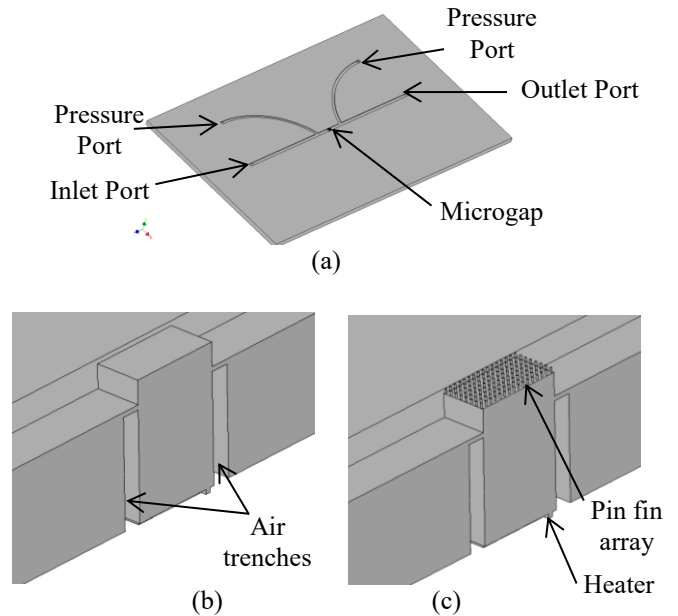 Pressure
Port
Outlet Port
Pressure
Port
Inlet Port
Microgap
(a)
Air
trenches
(b)
Pin fin
array
Heater
(c)